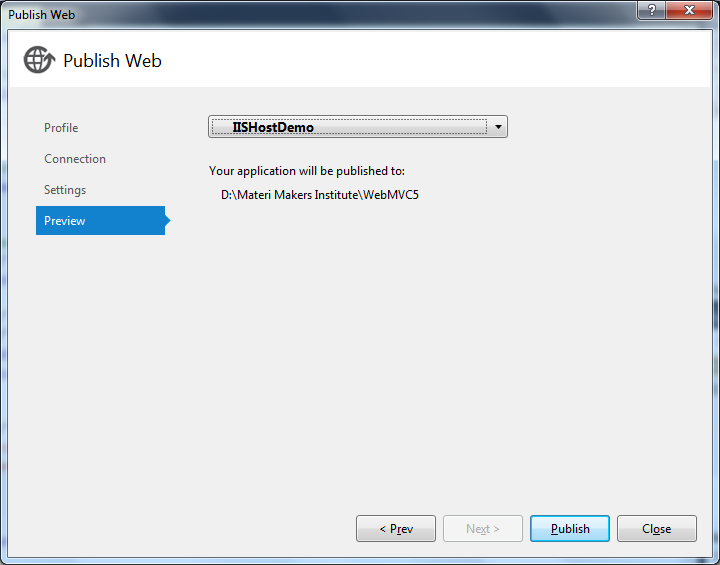 Publish Web
?
Publish Web
Profile
Connection
Settings
Preview
IISHostDemo
Your application will be published to:
D:\Materi Makers Institute\WebMVC5
< Prev
Next >
Publish
Close